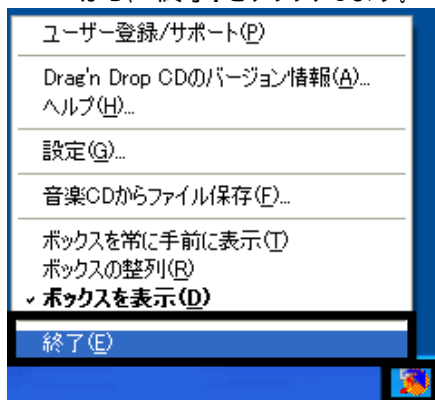 ユーザー登録/サポート(P)
Drag'n Drop CDのバージョン情報(A)...
ヘルプ(H)...
設定(G)...
音楽CDからファイル保存(F)...
ボックスを常に手前に表示(T)
ボックスの整列(R)
ボックスを表示(D)
終了(E)